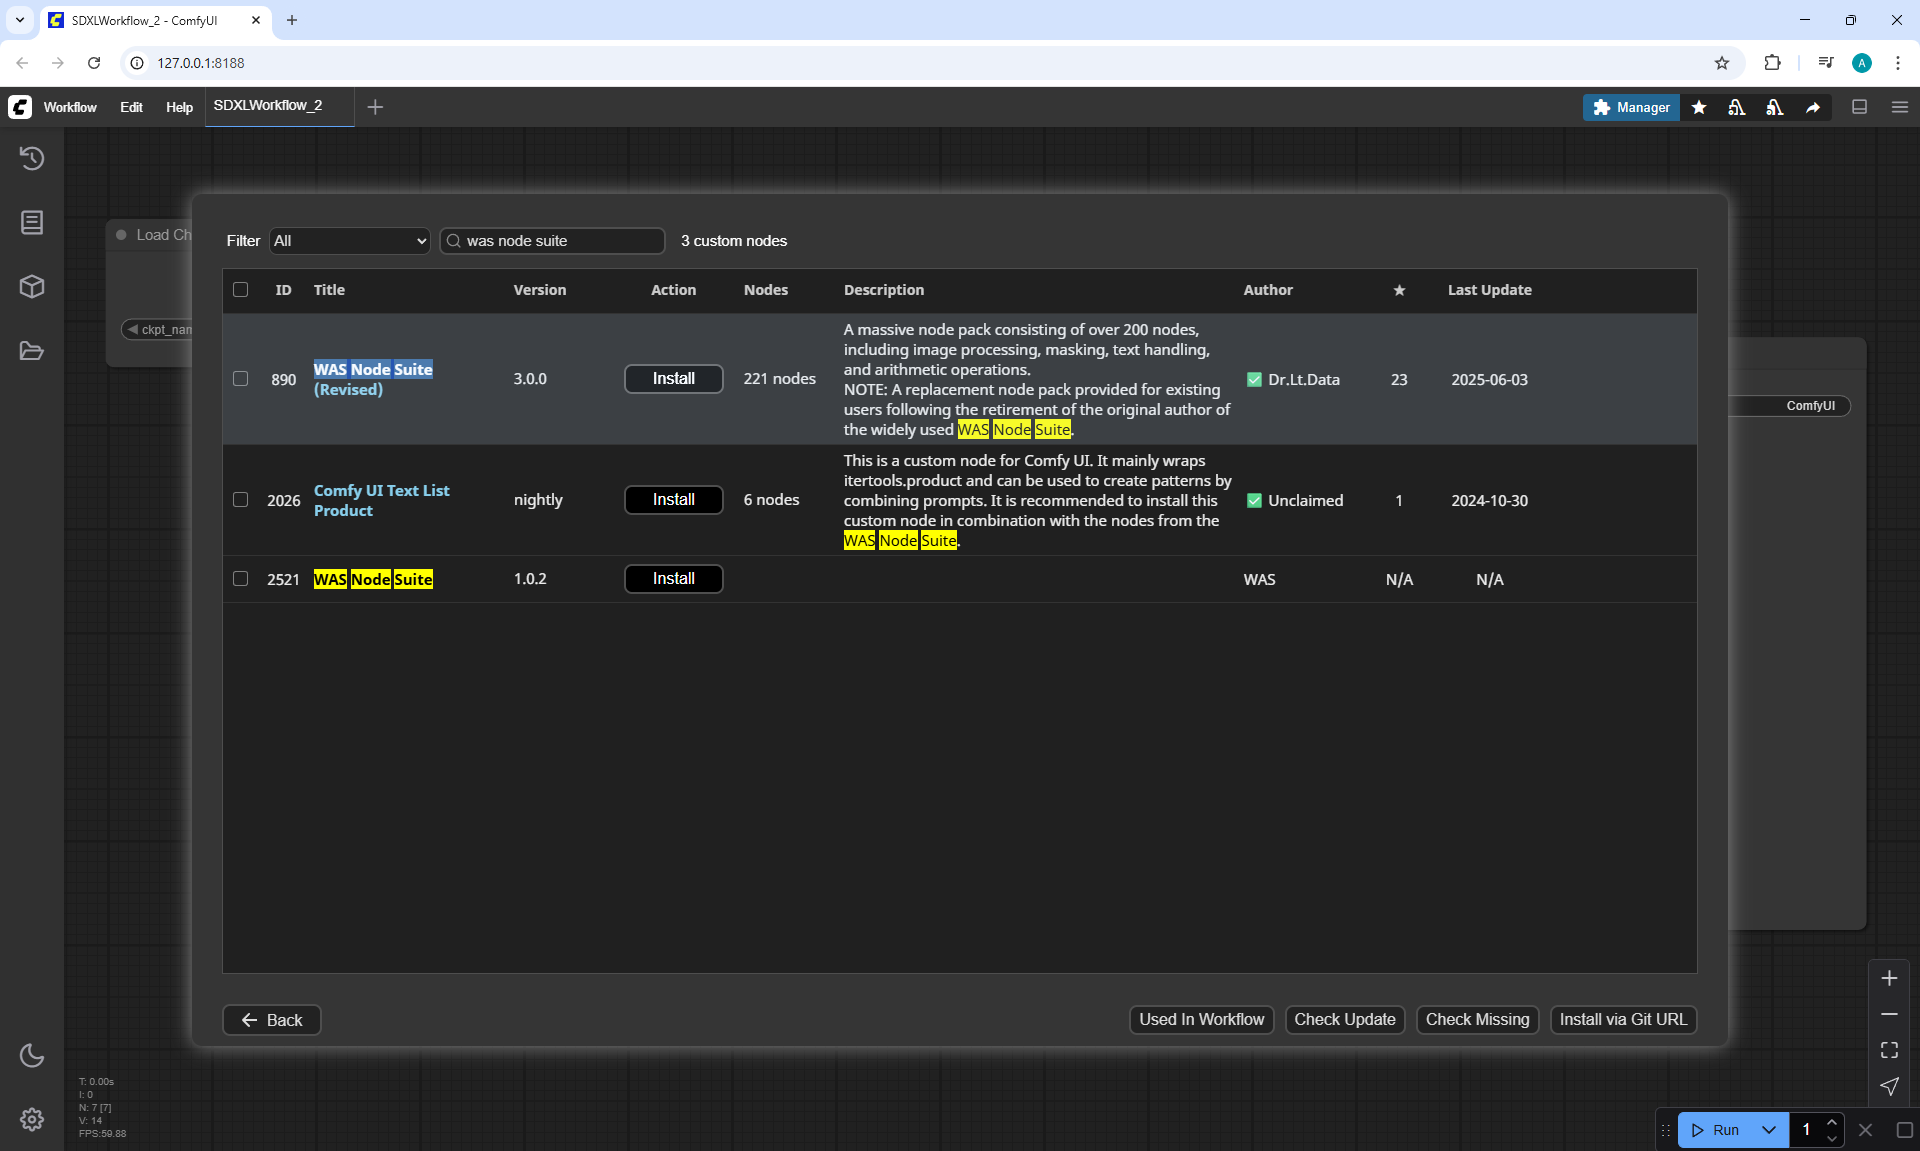 SDXLWorkflow_2 - ComfyUI
127.0.0.1:8188
A
Workflow Edit Help SDXLWorkflow_2
Manager
Load Ch
ckpt_nam
ComfyUI
Filter All was node suite 3 custom nodes
ID Title Version Action Nodes Description Author ★ Last Update
890
WAS Node Suite
(Revised)
3.0.0
Install
221 nodes
A massive node pack consisting of over 200 nodes,
including image processing, masking, text handling,
and arithmetic operations.
NOTE: A replacement node pack provided for existing
users following the retirement of the original author of
the widely used WAS Node Suite.
Dr.Lt.Data
23
2025-06-03
2026
Comfy UI Text List
Product
nightly
Install
6 nodes
This is a custom node for Comfy UI. It mainly wraps
itertools.product and can be used to create patterns by
combining prompts. It is recommended to install this
custom node in combination with the nodes from the
WAS Node Suite.
Unclaimed
1
2024-10-30
2521 WAS Node Suite 1.0.2 Install WAS N/A N/A
Back
Used In Workflow Check Update Check Missing Install via Git URL
T: 0.00s
I: 0
N: 7 [7]
V: 14
FPS:59.88
Run 1